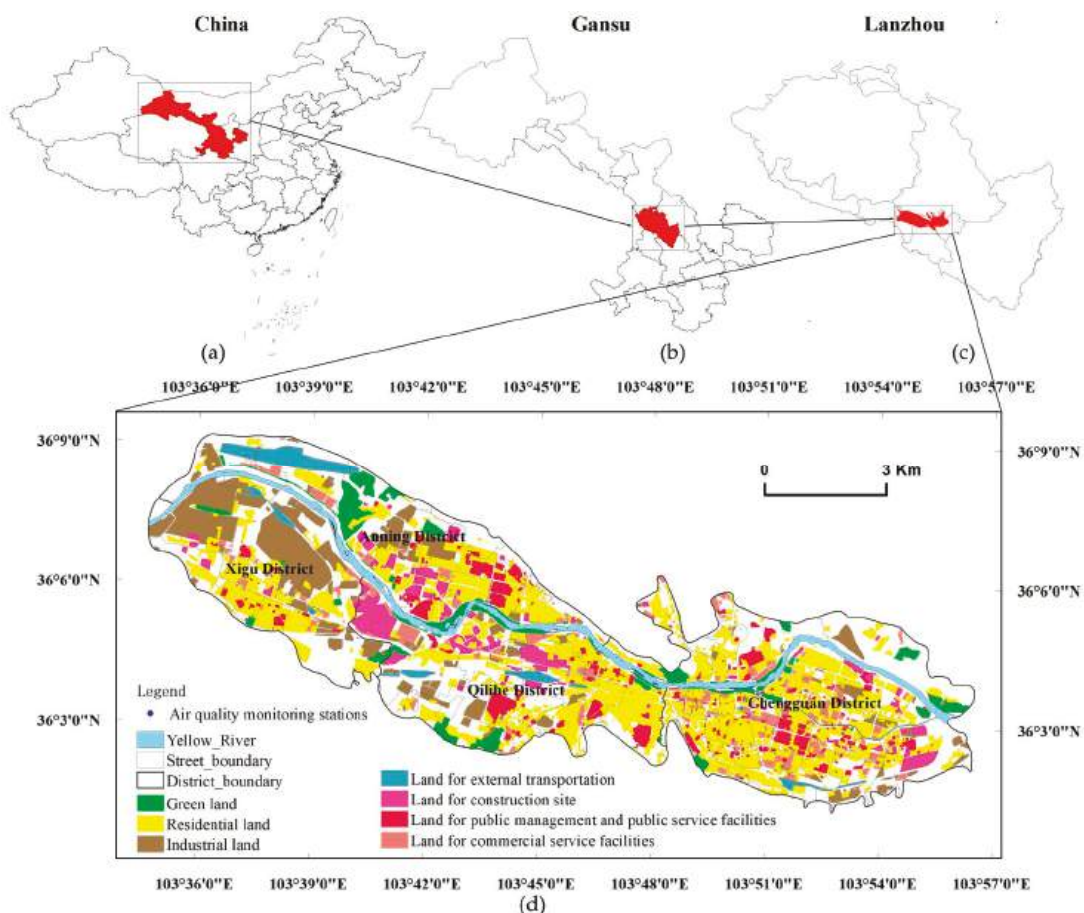 China
Gansu
Lanzhou
(a)
(b)
(c)
103°36'0"E 103°39'0"E 103°42'0"E 103°45'0"E 103°48'0"E 103°51'0"E 103°54'0"E 103°57'0"E
36°9'0"N
36°9'0"N
0 3 Km
Anning District
Xigu District
36°6'0"N
36°6'0"N
Qilihe District
Chengguan District
36°3'0"N
36°3'0"N
Legend
Air quality monitoring stations
Yellow_River
Street_boundary
District_boundary
Green land
Residential land
Industrial land
Land for external transportation
Land for construction site
Land for public management and public service facilities
Land for commercial service facilities
103°36'0"E 103°39'0"E 103°42'0"E 103°45'0"E 103°48'0"E 103°51'0"E 103°54'0"E 103°57'0"E
(d)